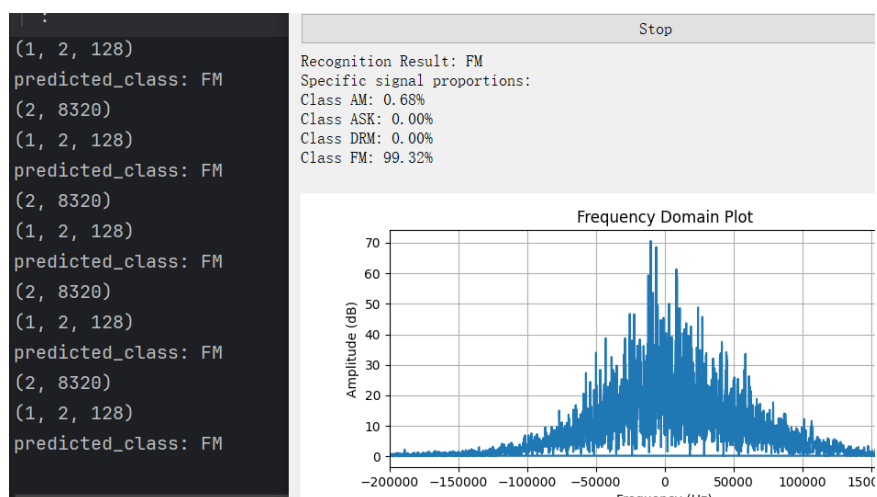 :
(1, 2, 128)
predicted_class: FM
(2, 8320)
(1, 2, 128)
predicted_class: FM
(2, 8320)
(1, 2, 128)
predicted_class: FM
(2, 8320)
(1, 2, 128)
predicted_class: FM
(2, 8320)
(1, 2, 128)
predicted_class: FM
Stop
Recognition Result: FM
Specific signal proportions:
Class AM: 0.68%
Class ASK: 0.00%
Class DRM: 0.00%
Class FM: 99.32%
Frequency Domain Plot
Amplitude (dB)
70
60
50
40
30
20
10
0
−200000 −150000 −100000 −50000 0 50000 100000 1500
Frequency (Hz)